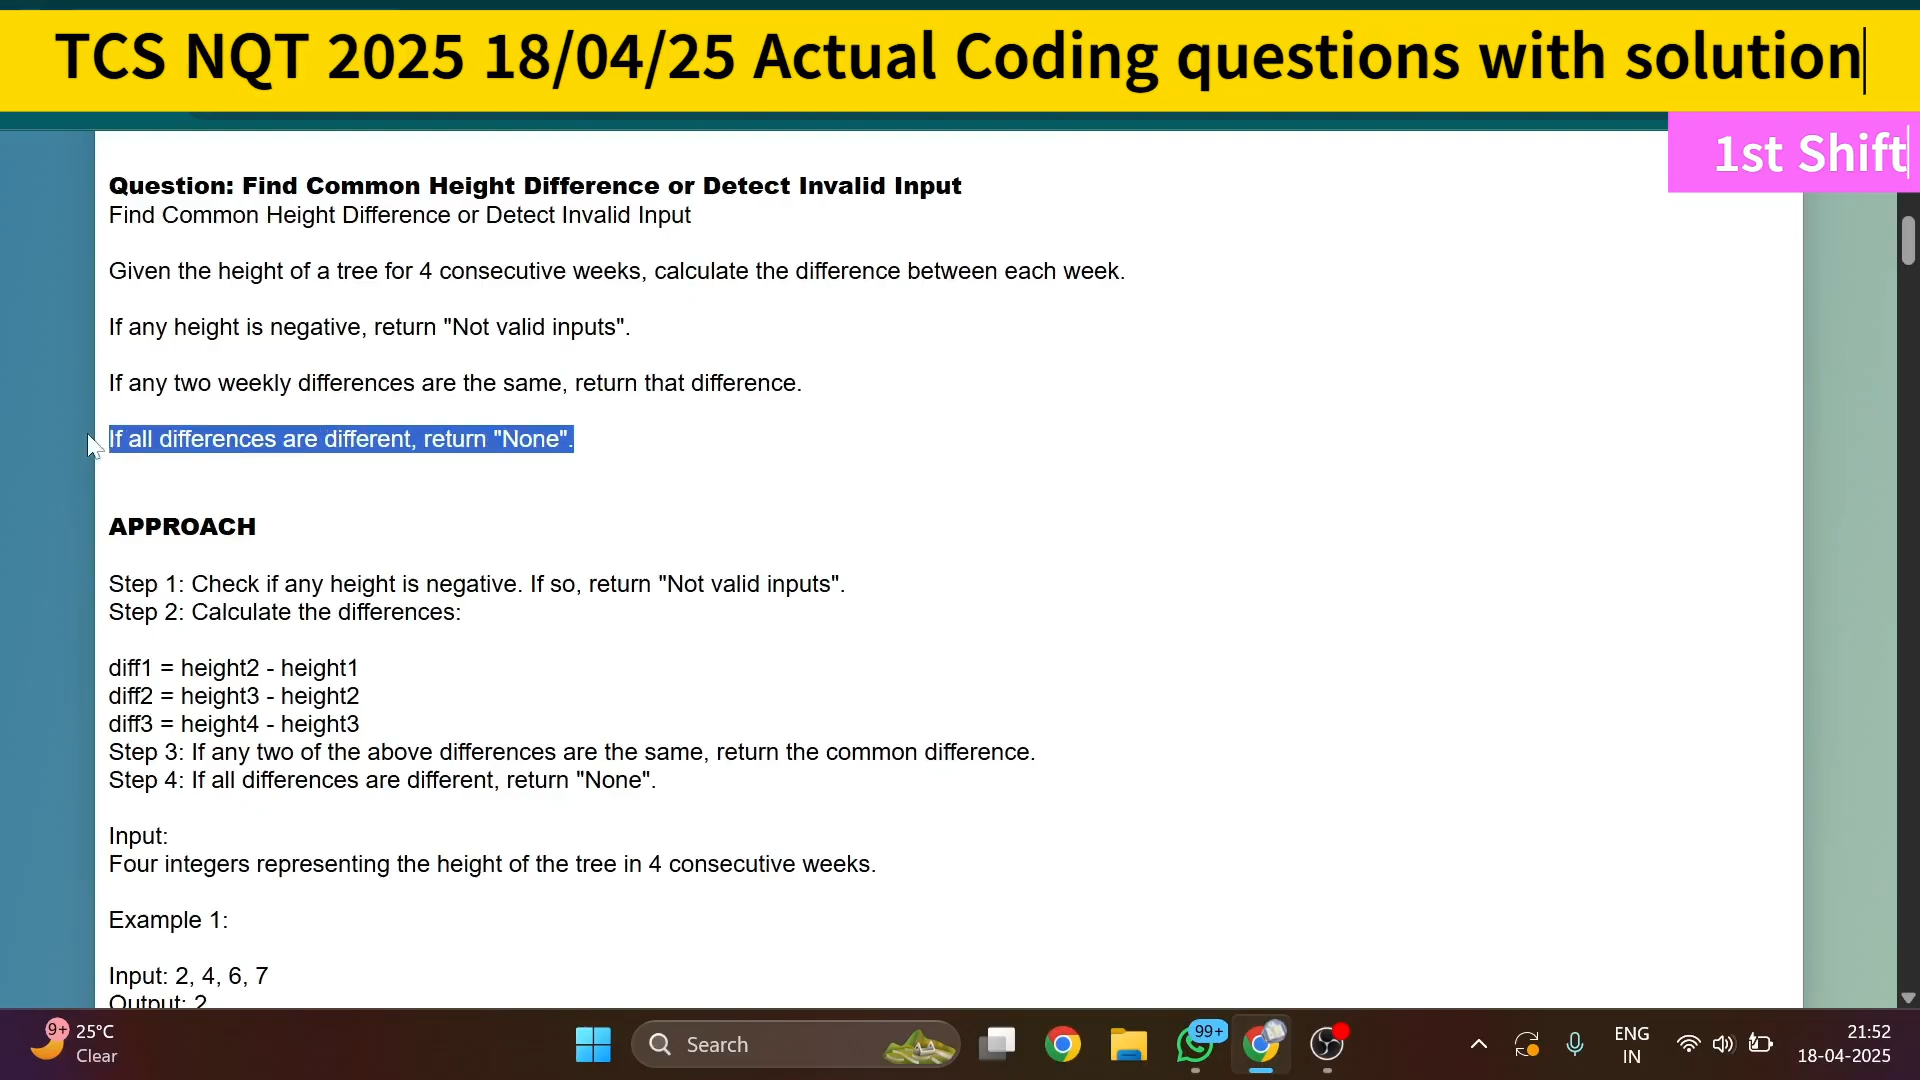 TCS NQT 2025 18/04/25 Actual Coding questions with solution
1st Shift
Question: Find Common Height Difference or Detect Invalid Input
Find Common Height Difference or Detect Invalid Input
Given the height of a tree for 4 consecutive weeks, calculate the difference between each week.
If any height is negative, return "Not valid inputs".
If any two weekly differences are the same, return that difference.
If all differences are different, return "None".
APPROACH
Step 1: Check if any height is negative. If so, return "Not valid inputs".
Step 2: Calculate the differences:
diff1 = height2 - height1
diff2 = height3 - height2
diff3 = height4 - height3
Step 3: If any two of the above differences are the same, return the common difference.
Step 4: If all differences are different, return "None".
Input:
Four integers representing the height of the tree in 4 consecutive weeks.
Example 1:
Input: 2, 4, 6, 7
Output: 2
9+
25°C
Clear
Search
99+
ENG
IN
21:52
18-04-2025